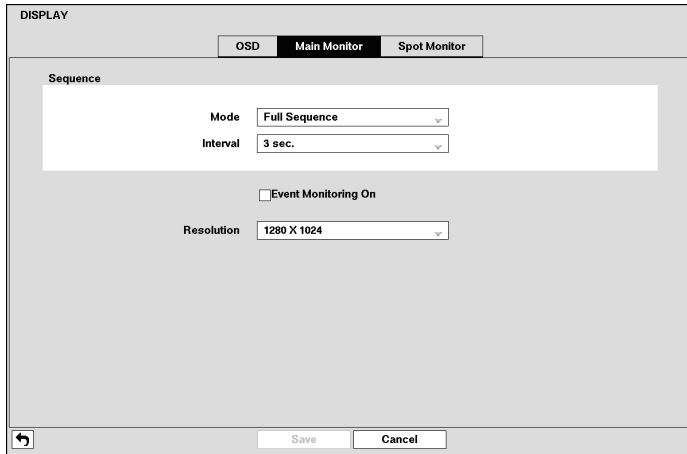 DISPLAY
OSD Main Monitor Spot Monitor
Sequence
Mode Full Sequence
Interval 3 sec.
Event Monitoring On
Resolution 1280 X 1024
Save Cancel